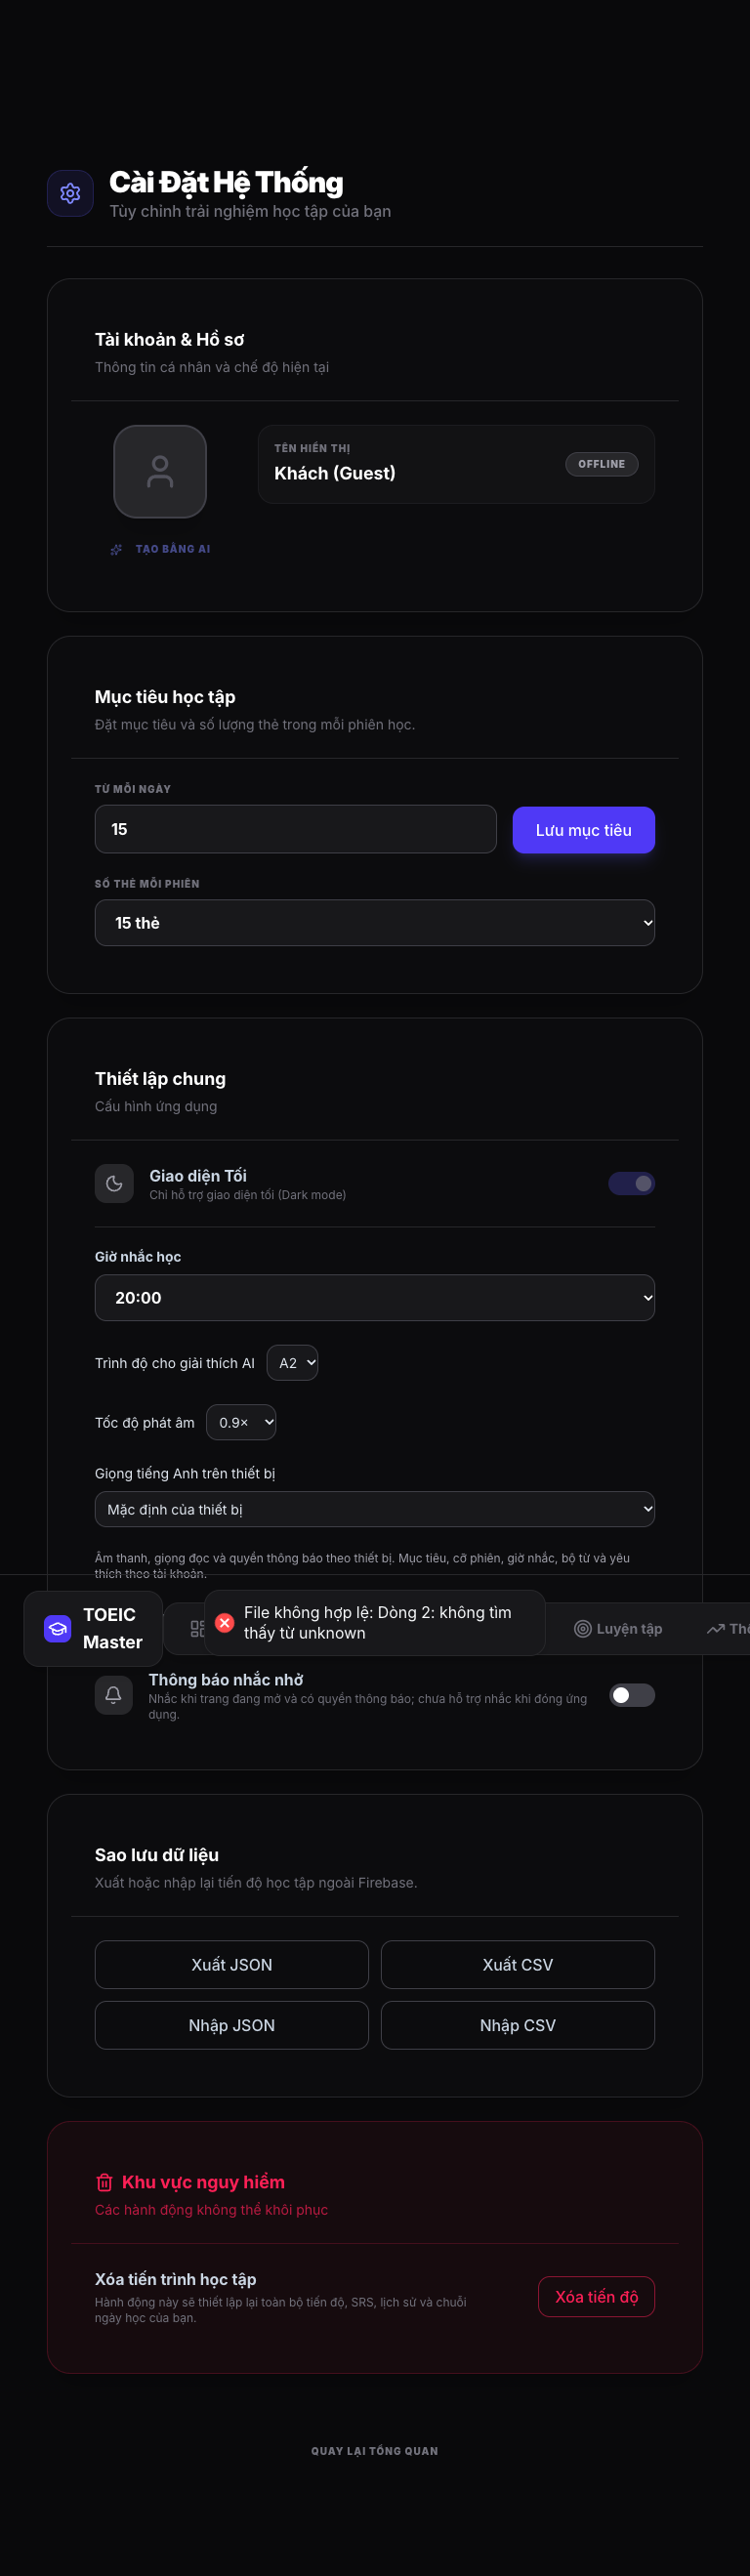 Cài Đặt Hệ Thống
Tùy chỉnh trải nghiệm học tập của bạn
Tài khoản & Hồ sơ
Thông tin cá nhân và chế độ hiện tại
TÊN HIỂN THỊ
Khách (Guest)
OFFLINE
TẠO BẰNG AI
Mục tiêu học tập
Đặt mục tiêu và số lượng thẻ trong mỗi phiên học.
TỪ MỖI NGÀY
15
Lưu mục tiêu
SỐ THẺ MỖI PHIÊN
15 thẻ
Thiết lập chung
Cấu hình ứng dụng
Giao diện Tối
Chỉ hỗ trợ giao diện tối (Dark mode)
Giờ nhắc học
20:00
Trình độ cho giải thích AI
A2
Tốc độ phát âm
0.9×
Giọng tiếng Anh trên thiết bị
Mặc định của thiết bị
Âm thanh, giọng đọc và quyền thông báo theo thiết bị. Mục tiêu, cỡ phiên, giờ nhắc, bộ từ và yêu
thích theo tài khoản.
TOEIC
Master
File không hợp lệ: Dòng 2: không tìm
thấy từ unknown
Luyện tập
Thông báo nhắc nhở
Nhắc khi trang đang mở và có quyền thông báo; chưa hỗ trợ nhắc khi đóng ứng
dụng.
Sao lưu dữ liệu
Xuất hoặc nhập lại tiến độ học tập ngoài Firebase.
Xuất JSON
Xuất CSV
Nhập JSON
Nhập CSV
Khu vực nguy hiểm
Các hành động không thể khôi phục
Xóa tiến trình học tập
Hành động này sẽ thiết lập lại toàn bộ tiến độ, SRS, lịch sử và chuỗi
ngày học của bạn.
Xóa tiến độ
QUAY LẠI TỔNG QUAN